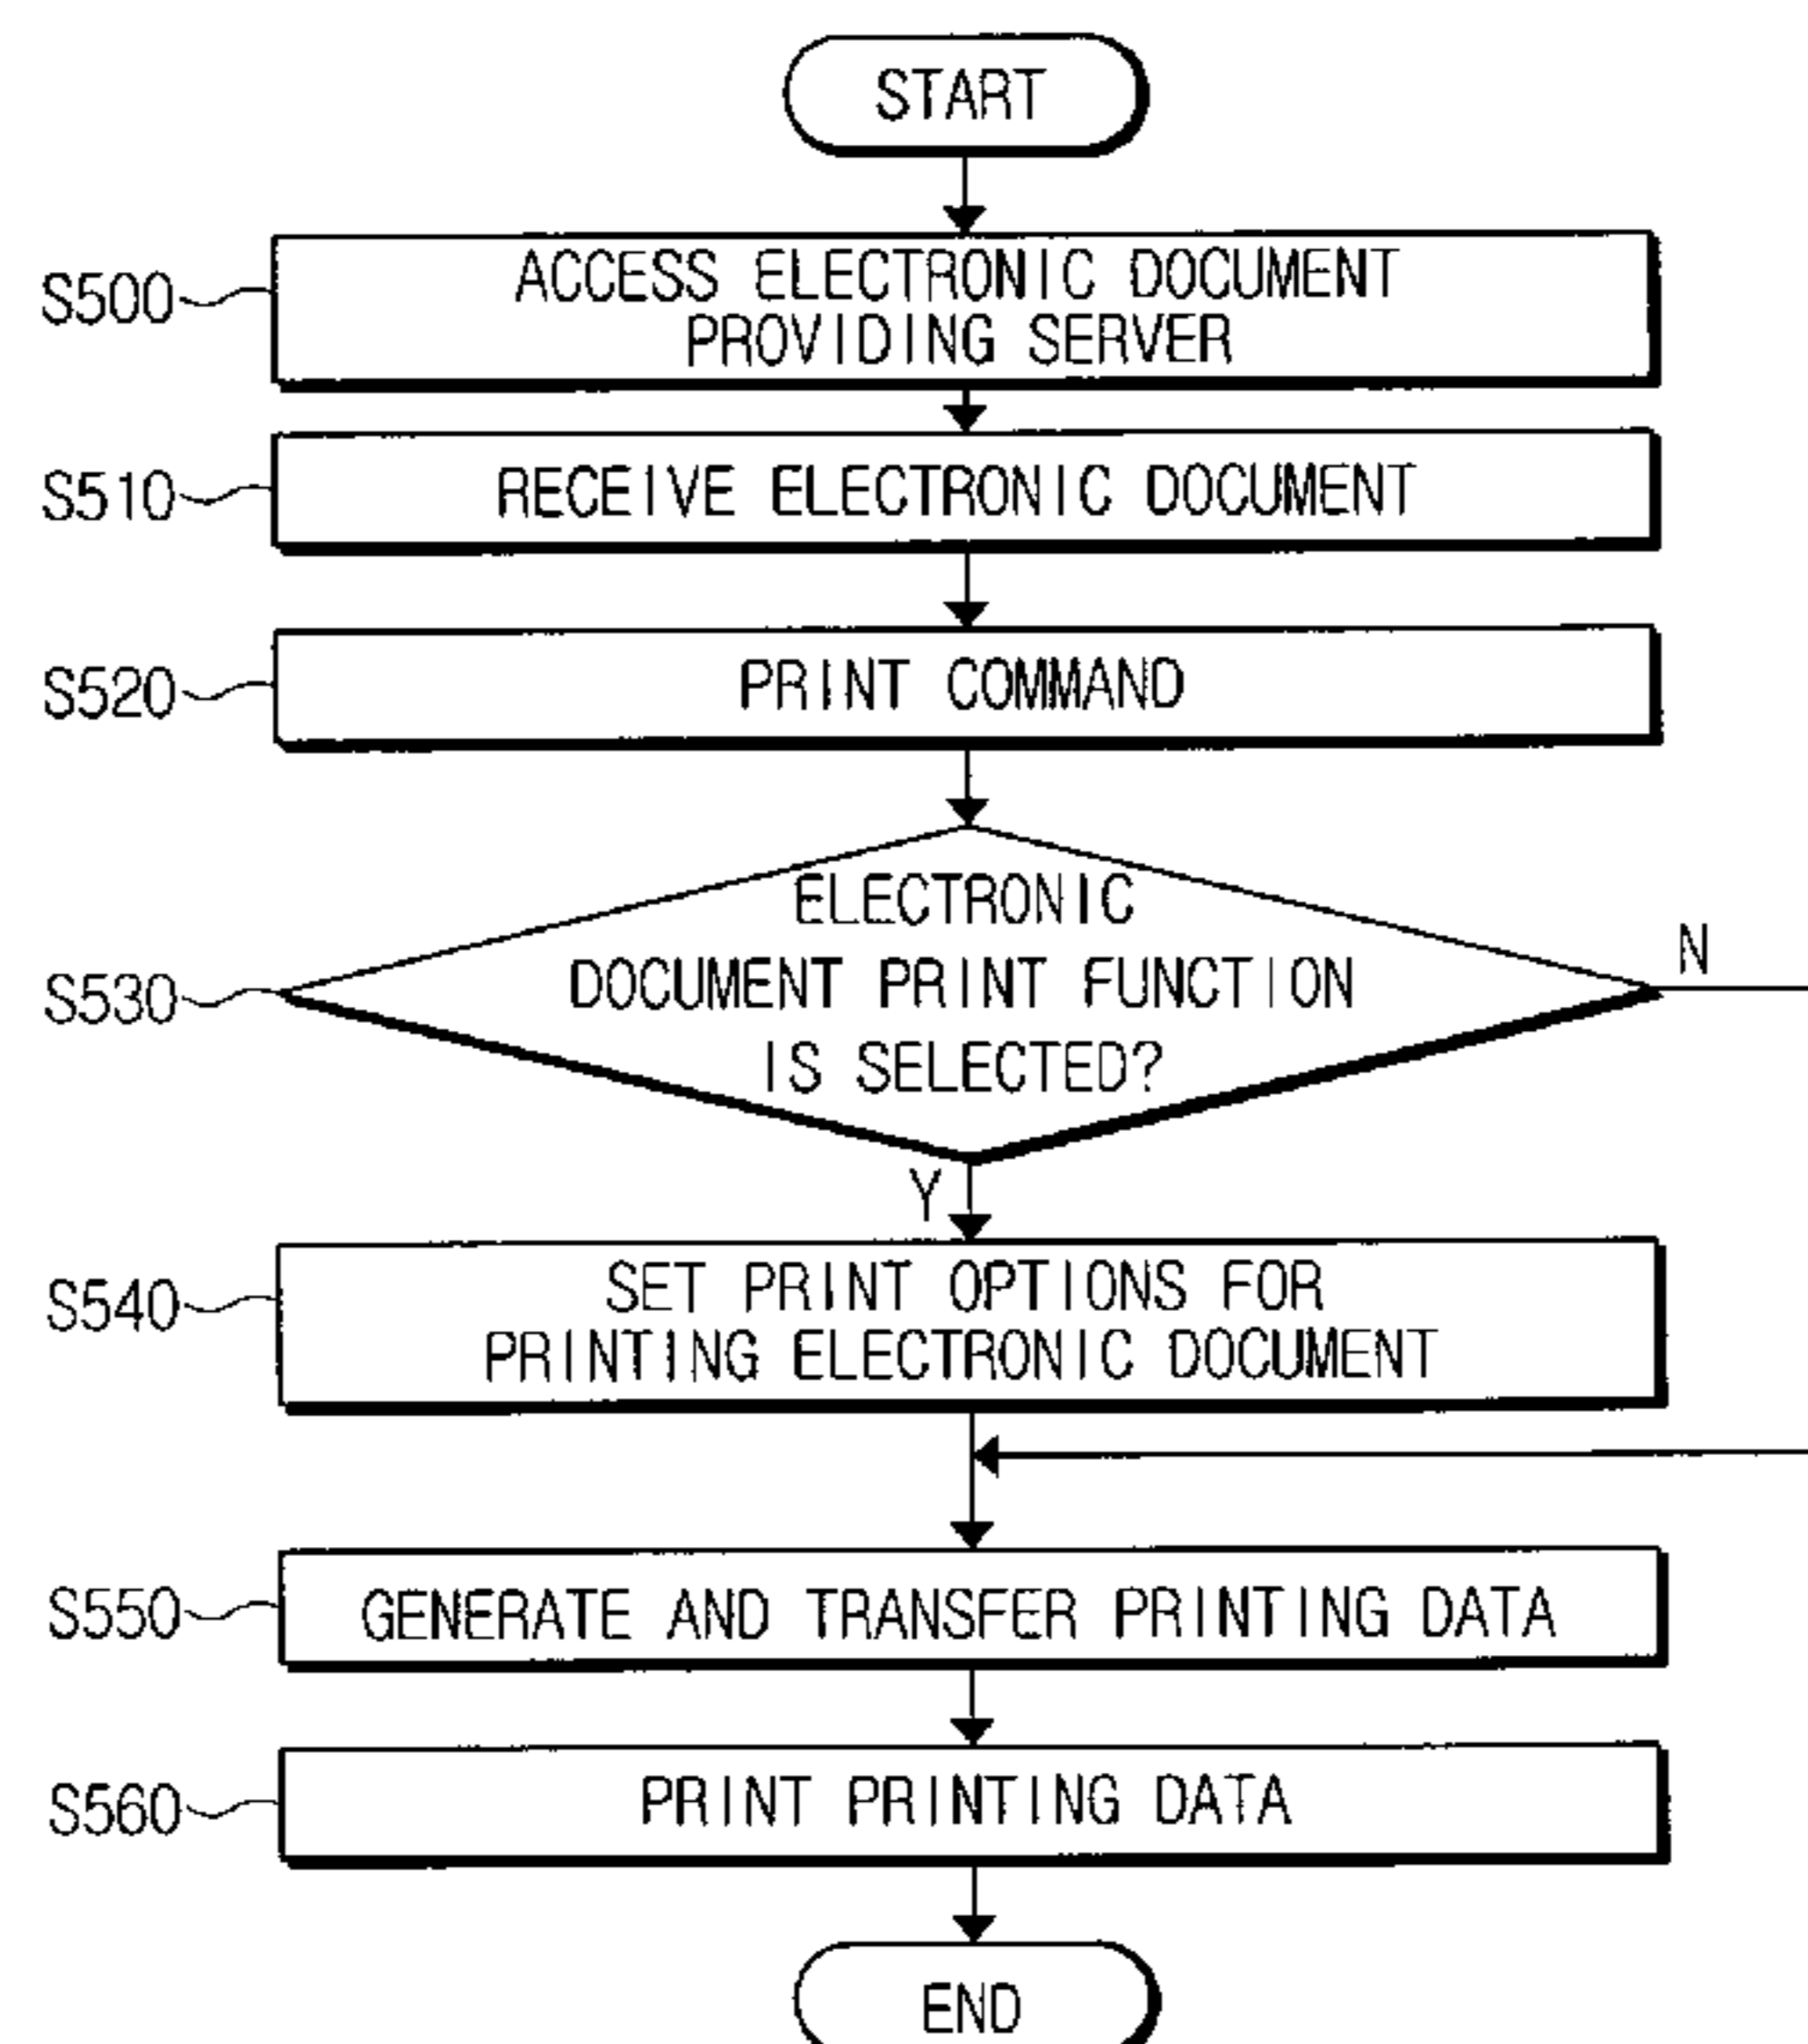 START
S500
ACCESS ELECTRONIC DOCUMENT
PROVIDING SERVER
S510
RECEIVE ELECTRONIC DOCUMENT
S520
PRINT COMMAND
S530
ELECTRONIC
DOCUMENT PRINT FUNCTION
IS SELECTED?
N
Y
S540
SET PRINT OPTIONS FOR
PRINTING ELECTRONIC DOCUMENT
S550
GENERATE AND TRANSFER PRINTING DATA
S560
PRINT PRINTING DATA
END